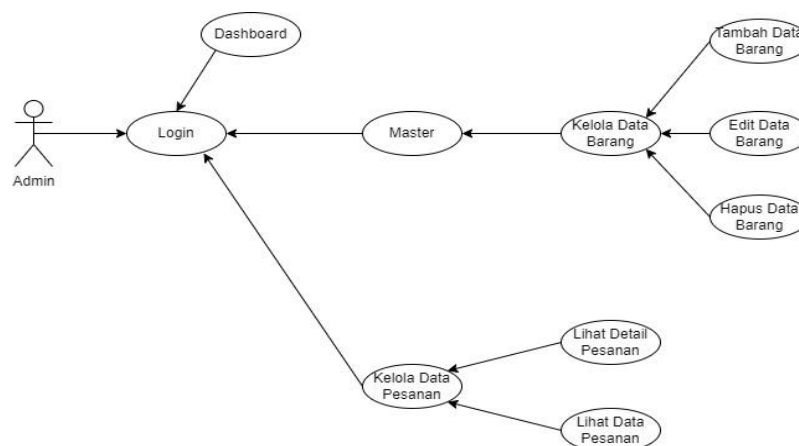 Dashboard
Tambah Data
Barang
Login
Master
Kelola Data
Barang
Edit Data
Barang
Admin
Hapus Data
Barang
Lihat Detail
Pesanan
Kelola Data
Pesanan
Lihat Data
Pesanan